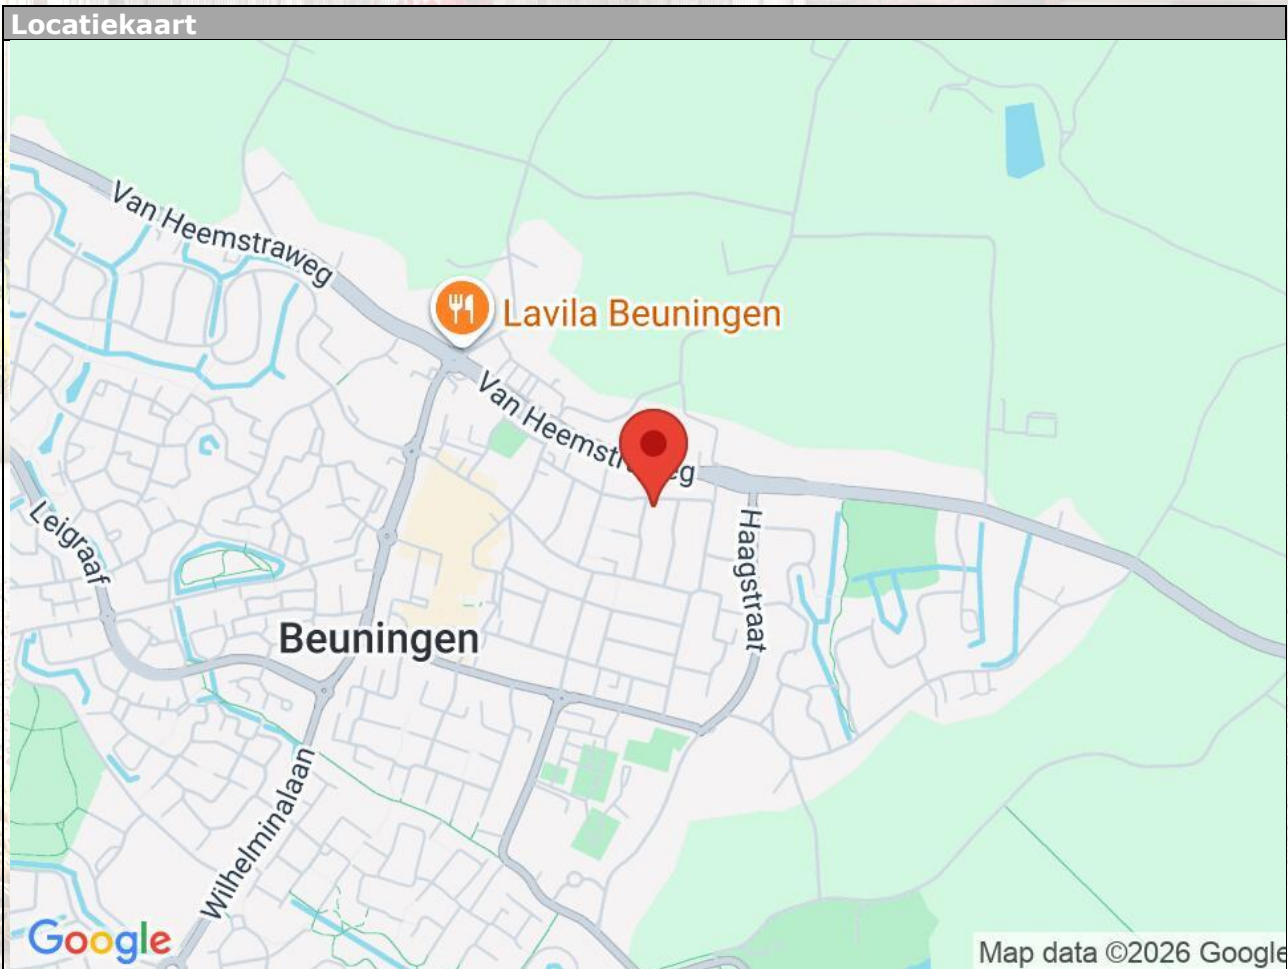 Locatiekaart
Van Heemstraweg
Lavila Beuningen
Van Heemstraweg
Leigraaf
Haagstraat
Beuningen
Wilhelminalaan
Google
Map data ©2026 Google